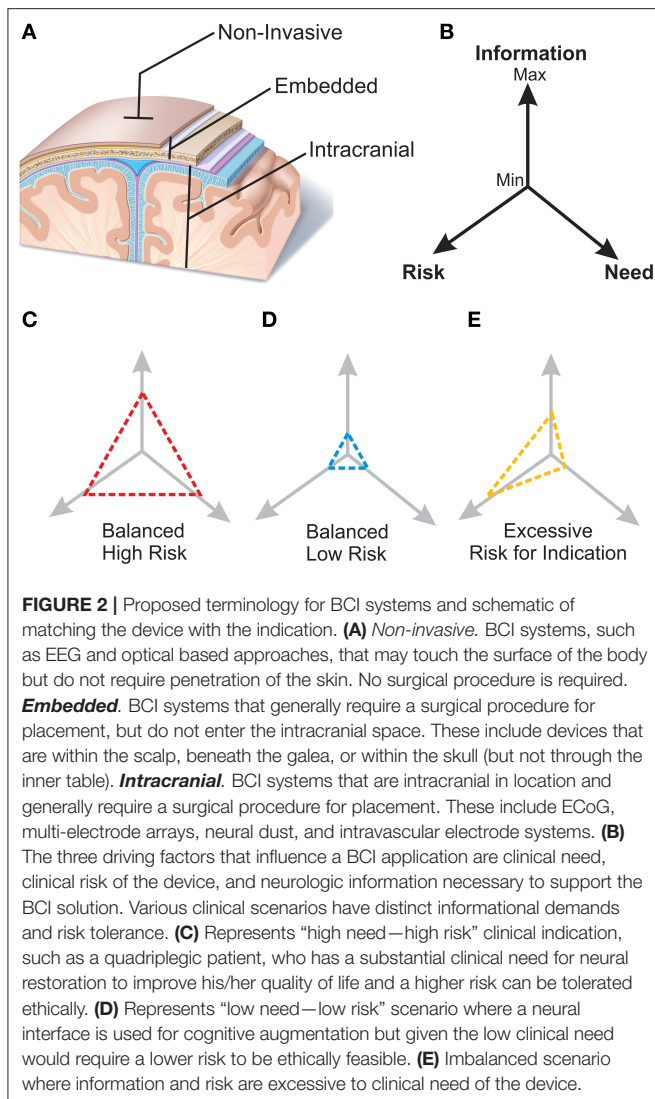 A
Non-Invasive
Embedded
Intracranial
B
Information
Max
Min
Risk
Need
C
D
E
Balanced
High Risk
Balanced
Low Risk
Excessive
Risk for Indication
FIGURE 2 | Proposed terminology for BCI systems and schematic of
matching the device with the indication. (A) Non-invasive. BCI systems, such
as EEG and optical based approaches, that may touch the surface of the body
but do not require penetration of the skin. No surgical procedure is required.
Embedded. BCI systems that generally require a surgical procedure for
placement, but do not enter the intracranial space. These include devices that
are within the scalp, beneath the galea, or within the skull (but not through the
inner table). Intracranial. BCI systems that are intracranial in location and
generally require a surgical procedure for placement. These include ECoG,
multi-electrode arrays, neural dust, and intravascular electrode systems. (B)
The three driving factors that influence a BCI application are clinical need,
clinical risk of the device, and neurologic information necessary to support the
BCI solution. Various clinical scenarios have distinct informational demands
and risk tolerance. (C) Represents “high need—high risk” clinical indication,
such as a quadriplegic patient, who has a substantial clinical need for neural
restoration to improve his/her quality of life and a higher risk can be tolerated
ethically. (D) Represents “low need—low risk” scenario where a neural
interface is used for cognitive augmentation but given the low clinical need
would require a lower risk to be ethically feasible. (E) Imbalanced scenario
where information and risk are excessive to clinical need of the device.